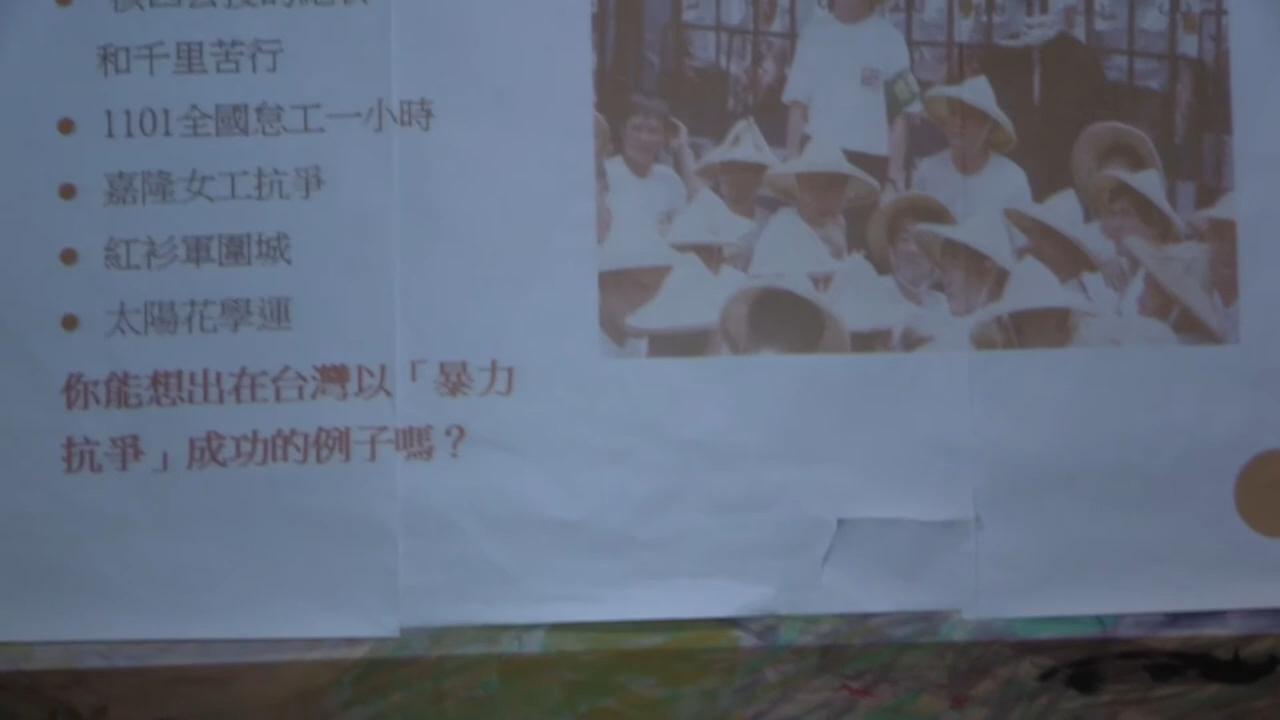 和千里苦行
1101全國怠工一小時
嘉隆女工抗爭
紅衫軍圍城
太陽花學運
你能想出在台灣以「暴力
抗爭」成功的例子嗎？